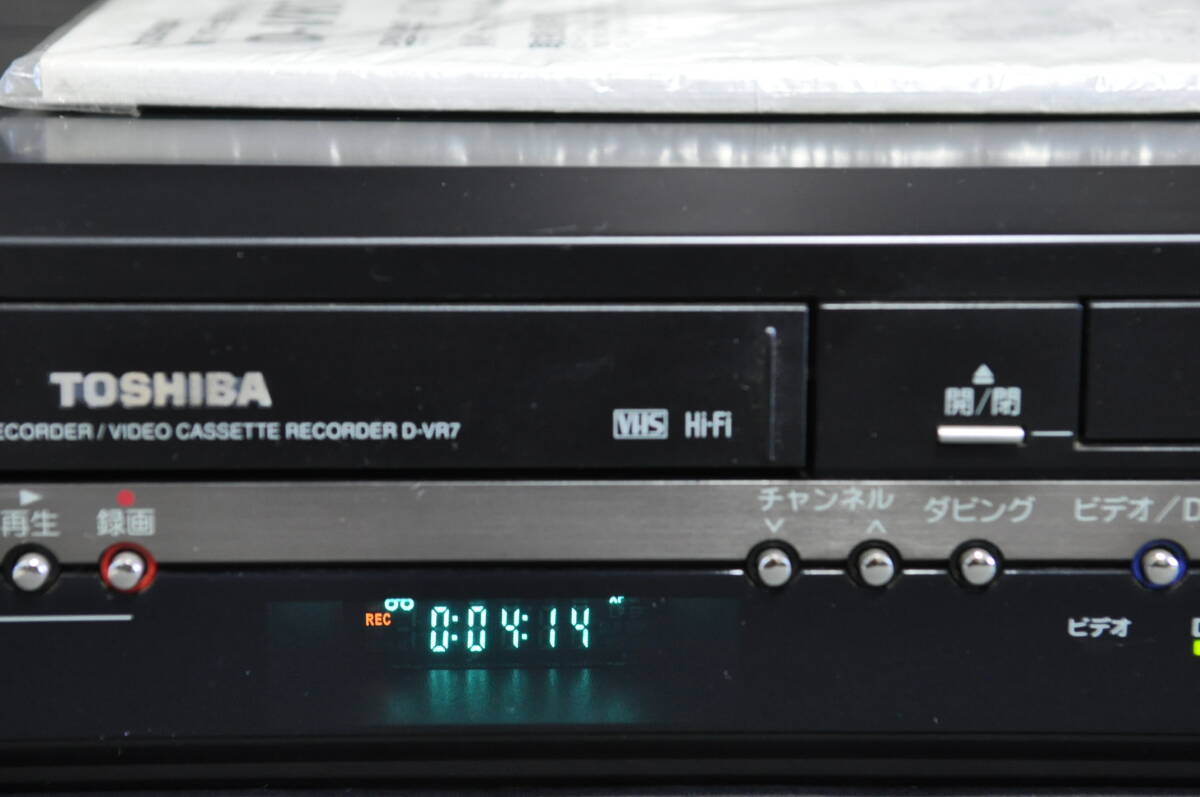 TOSHIBA
ECORDER / VIDEO CASSETTE RECORDER D-VR7
VHS Hi-Fi
開/閉
再生
録画
チャンネル
ダビング
ビデオ/D
REC
0:04:14
ビデオ